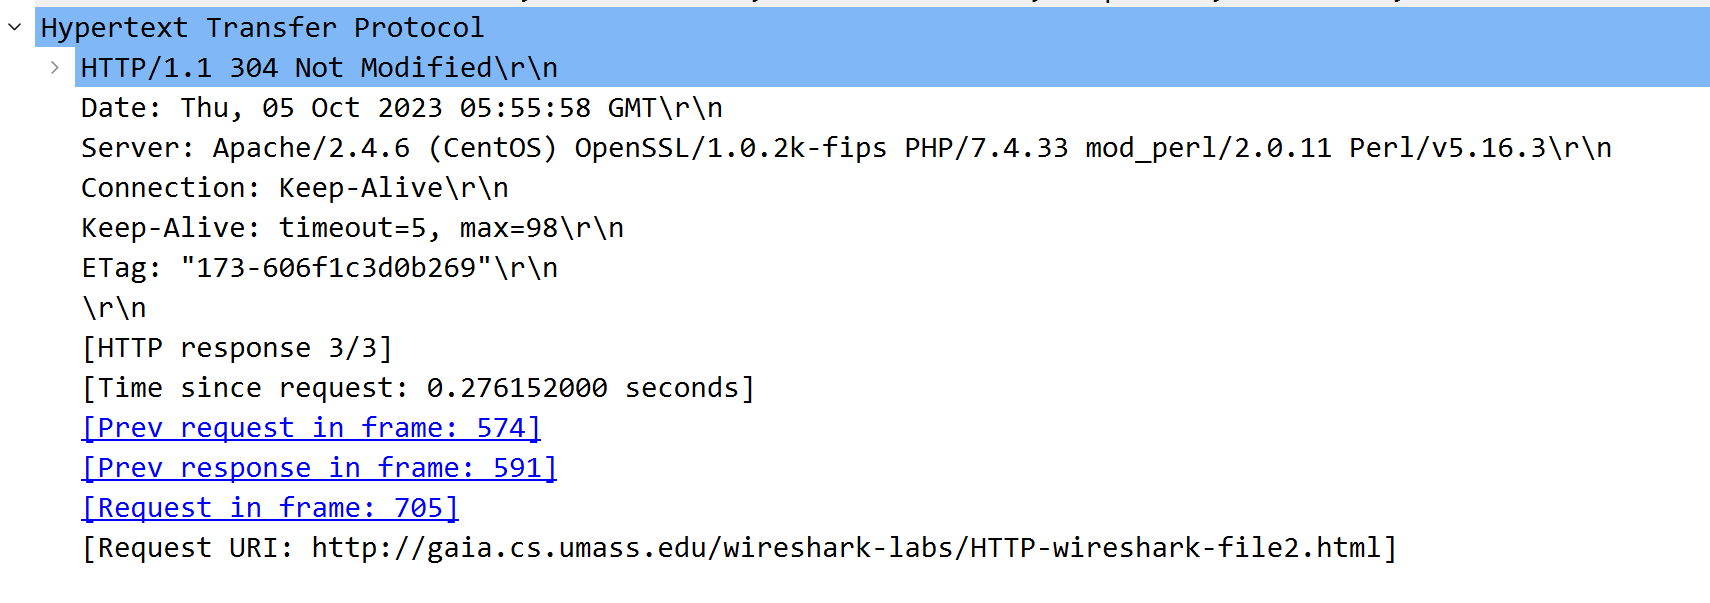 Hypertext Transfer Protocol
HTTP/1.1 304 Not Modified\r\n
Date: Thu, 05 Oct 2023 05:55:58 GMT\r\n
Server: Apache/2.4.6 (CentOS) OpenSSL/1.0.2k-fips PHP/7.4.33 mod_perl/2.0.11 Perl/v5.16.3\r\n
Connection: Keep-Alive\r\n
Keep-Alive: timeout=5, max=98\r\n
ETag: "173-606f1c3d0b269"\r\n
\r\n
[HTTP response 3/3]
[Time since request: 0.276152000 seconds]
[Prev request in frame: 574]
[Prev response in frame: 591]
[Request in frame: 705]
[Request URI: http://gaia.cs.umass.edu/wireshark-labs/HTTP-wireshark-file2.html]